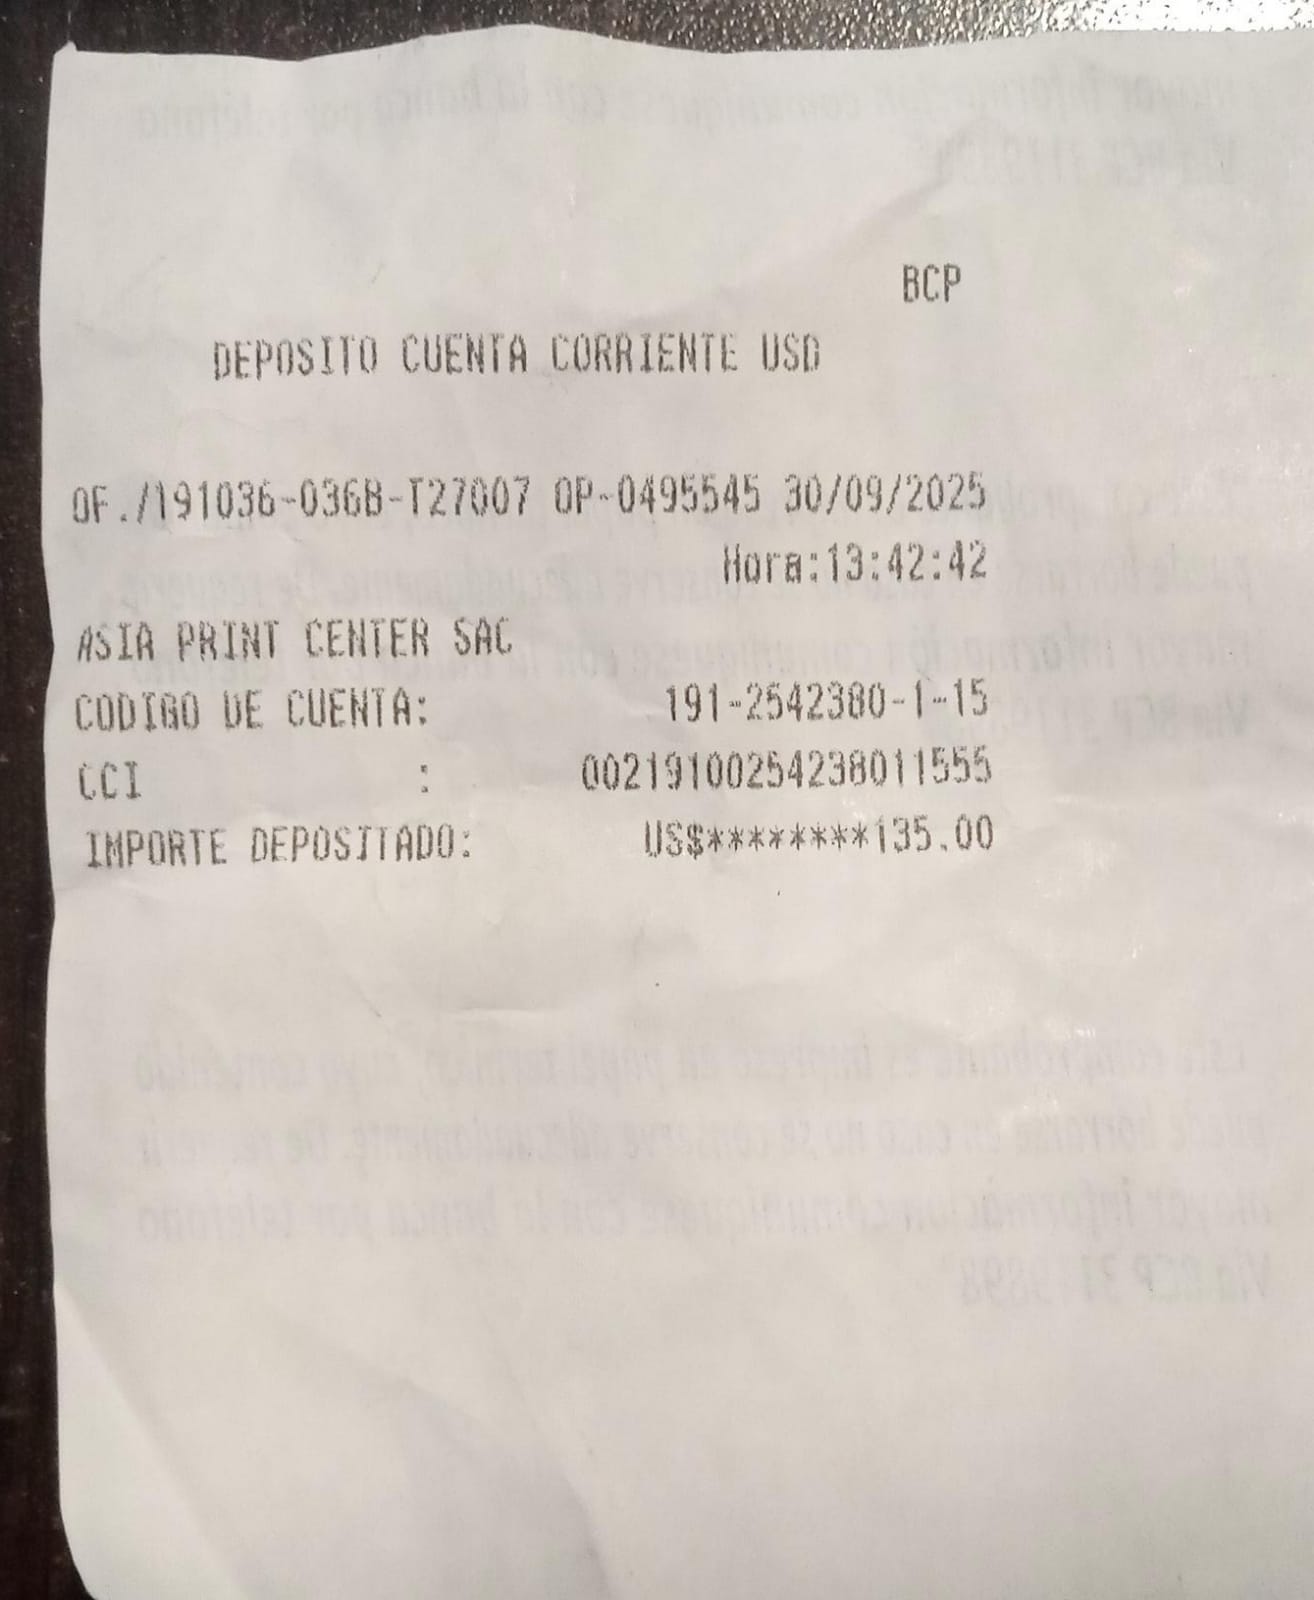 BCP
DEPOSITO CUENTA CORRIENTE USD
OF./191036-036B-T27007 OP-0495545 30/09/2025
Hora:13:42:42
ASIA PRINT CENTER SAC
CODIGO DE CUENTA: 191-2542380-1-15
CCI : 00219100254238011555
IMPORTE DEPOSITADO: US$********135.00